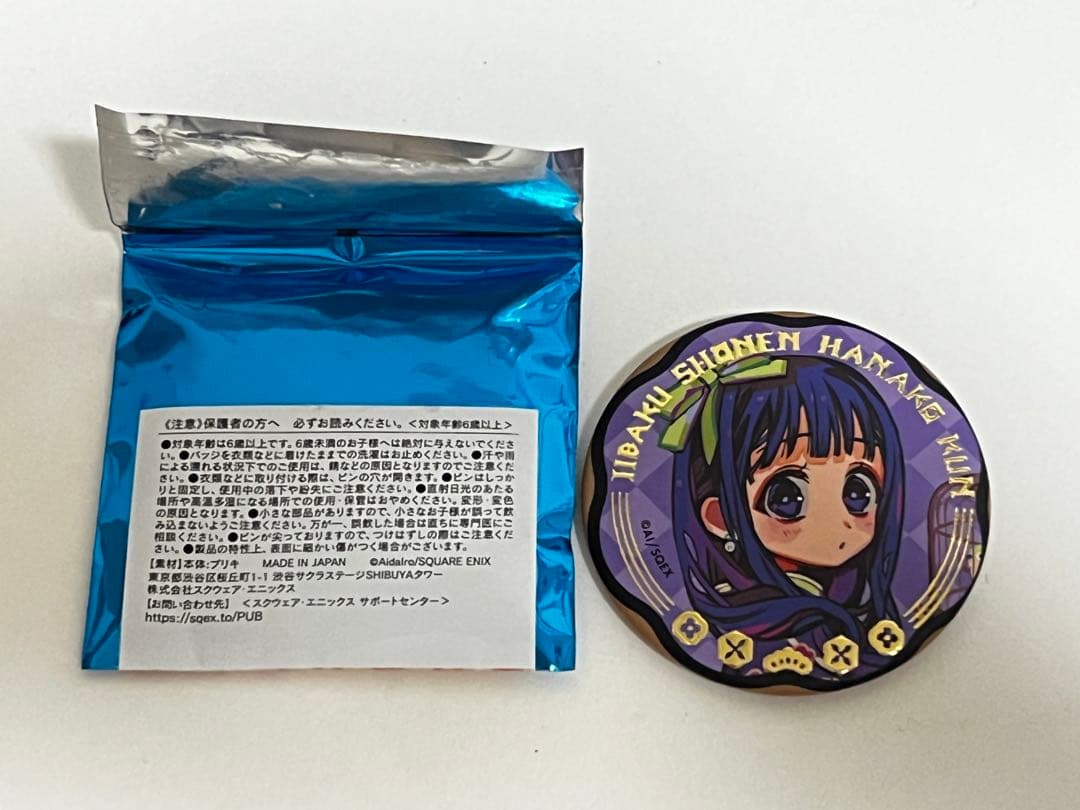 《注意》保護者の方へ 必ずお読みください。<対象年齢6歳以上>
●対象年齢は6歳以上です。6歳未満のお子様へは絶対に与えないでくださ
い。●バッジを衣類などに着けたままでの洗濯はお止めください。●汗や雨
による濡れる状況下でのご使用は、錆などの原因となりますのでご注意くださ
い。●衣類などに取り付ける際は、ピンの穴が開きます。●ピンはしっか
りと固定し、使用中の落下や紛失にご注意ください。●直射日光のあたる
場所や高温多湿になる場所での使用・保管はおやめください。変形・変色
の原因となります。●小さな部品がありますので、小さなお子様が誤って飲
み込まないようご注意ください。万が一、誤飲した場合は直ちに専門医にご
相談ください。●ピンが尖っておりますので、つけはずしの際はご注意くださ
い。●製品の特性上、表面に細かい傷がつく場合がございます。
【素材】本体:ブリキ MADE IN JAPAN ©AidaIro/SQUARE ENIX
東京都渋谷区桜丘町1-1 渋谷サクラステージSHIBUYAタワー
株式会社スクウェア・エニックス
【お問い合わせ先】 <スクウェア・エニックス サポートセンター>
https://sqex.to/PUB
JIBAKU SHONEN HANAKO KUN
©AI/SQEX